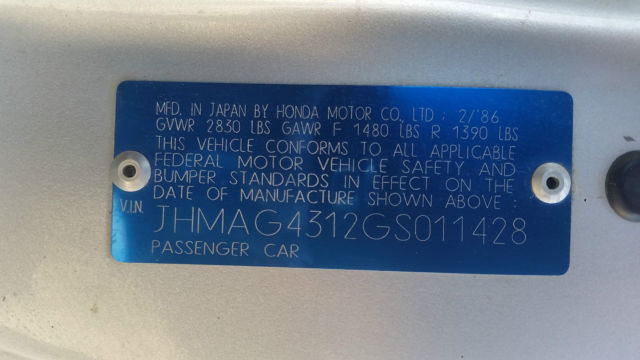 MFD. IN JAPAN BY HONDA MOTOR CO., LTD : 2/'86
GVWR 2830 LBS GAWR F 1480 LBS R 1390 LBS
THIS VEHICLE CONFORMS TO ALL APPLICABLE
FEDERAL MOTOR VEHICLE SAFETY AND
BUMPER STANDARDS IN EFFECT ON THE
DATE OF MANUFACTURE SHOWN ABOVE :
V.I.N. JHMAG4312GS011428
PASSENGER CAR